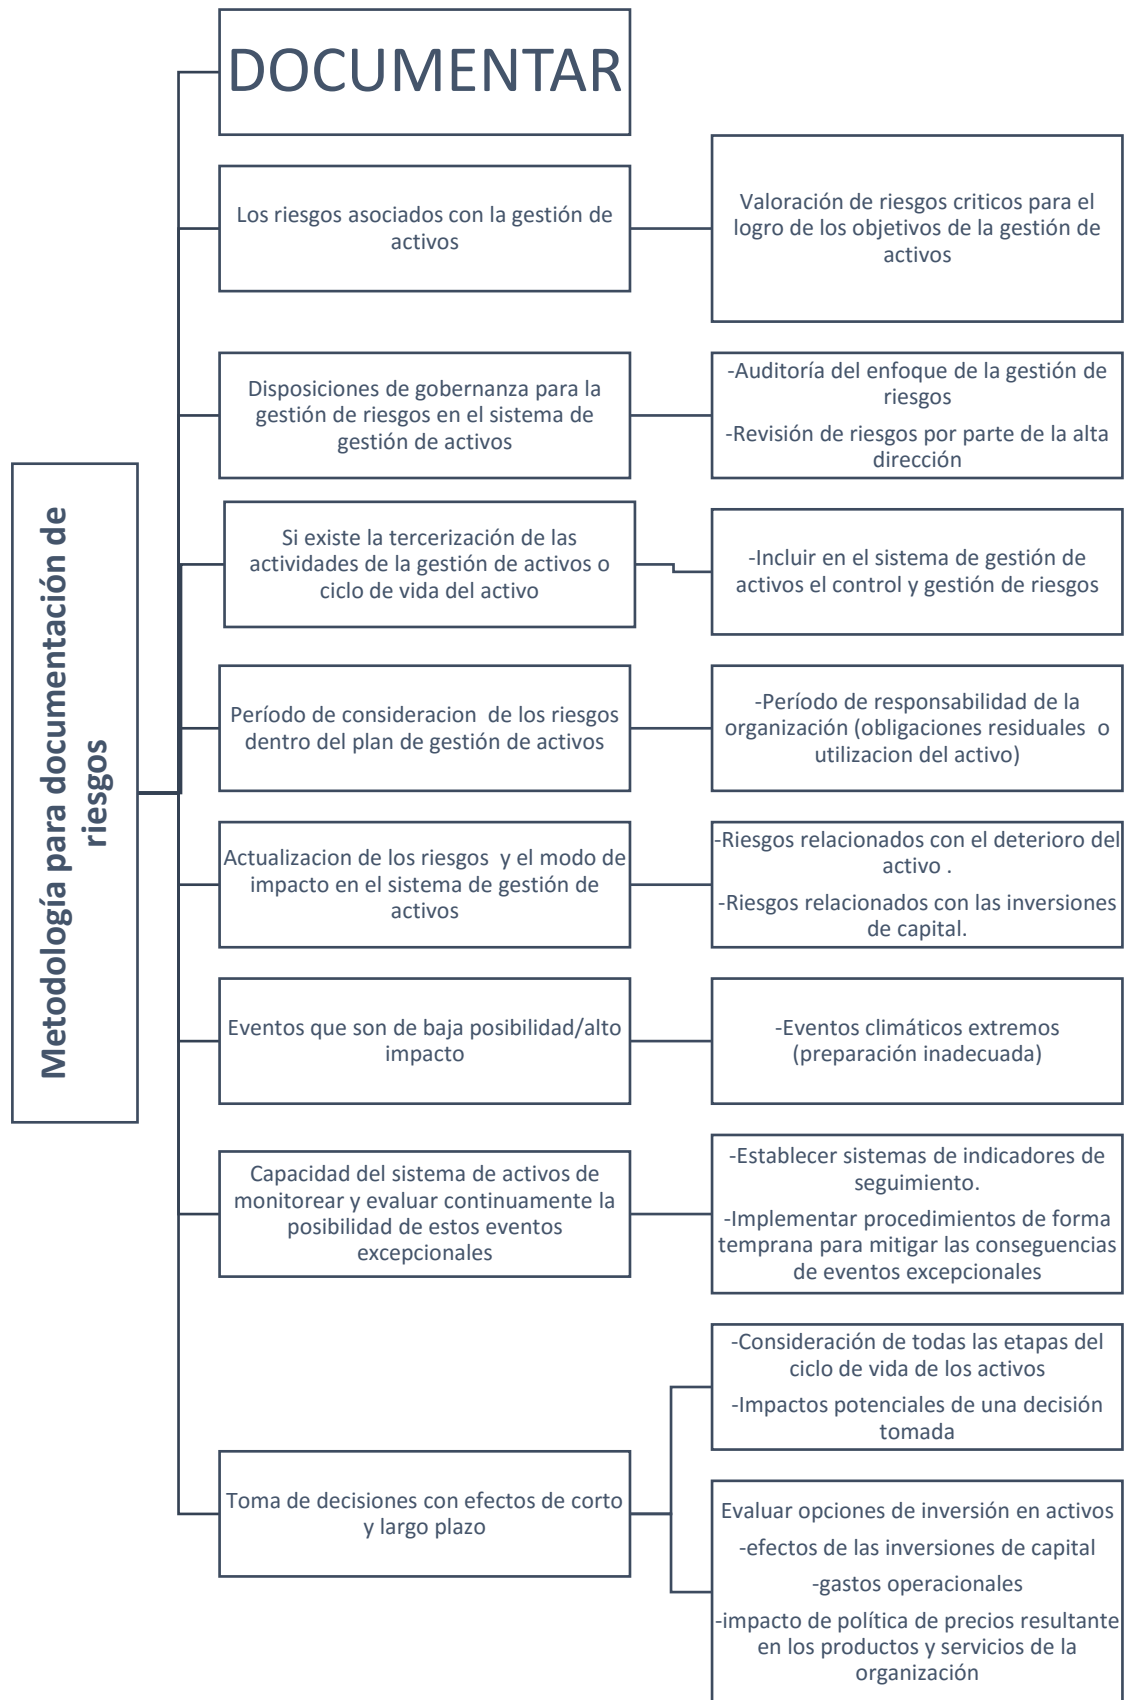 DOCUMENTAR
Los riesgos asociados con la gestión de
activos
Valoración de riesgos criticos para el
logro de los objetivos de la gestión de
activos
Disposiciones de gobernanza para la
gestión de riesgos en el sistema de
gestión de activos
-Auditoría del enfoque de la gestión de
riesgos
-Revisión de riesgos por parte de la alta
dirección
Metodología para documentación de
riesgos
Si existe la tercerización de las
actividades de la gestión de activos o
ciclo de vida del activo
-Incluir en el sistema de gestión de
activos el control y gestión de riesgos
Período de consideracion de los riesgos
dentro del plan de gestión de activos
-Período de responsabilidad de la
organización (obligaciones residuales o
utilizacion del activo)
Actualizacion de los riesgos y el modo de
impacto en el sistema de gestión de
activos
-Riesgos relacionados con el deterioro del
activo .
-Riesgos relacionados con las inversiones
de capital.
Eventos que son de baja posibilidad/alto
impacto
-Eventos climáticos extremos
(preparación inadecuada)
Capacidad del sistema de activos de
monitorear y evaluar continuamente la
posibilidad de estos eventos
excepcionales
-Establecer sistemas de indicadores de
seguimiento.
-Implementar procedimientos de forma
temprana para mitigar las conseguencias
de eventos excepcionales
Toma de decisiones con efectos de corto
y largo plazo
-Consideración de todas las etapas del
ciclo de vida de los activos
-Impactos potenciales de una decisión
tomada
Evaluar opciones de inversión en activos
-efectos de las inversiones de capital
-gastos operacionales
-impacto de política de precios resultante
en los productos y servicios de la
organización